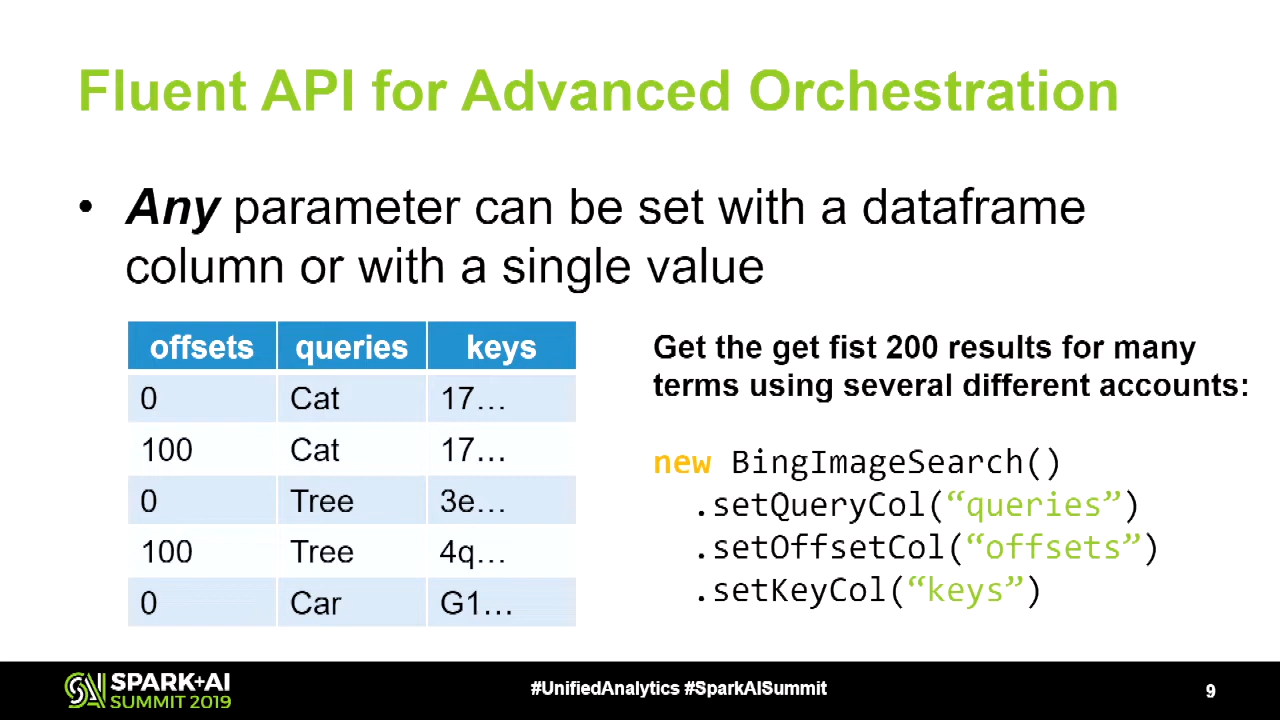 Fluent API for Advanced Orchestration
• Any parameter can be set with a dataframe
column or with a single value
offsets queries keys
0 Cat 17…
100 Cat 17…
0 Tree 3e…
100 Tree 4q…
0 Car G1…
Get the get fist 200 results for many
terms using several different accounts:
new BingImageSearch()
.setQueryCol(“queries”)
.setOffsetCol(“offsets”)
.setKeyCol(“keys”)
SPARK+AI
SUMMIT 2019
#UnifiedAnalytics #SparkAISummit
9